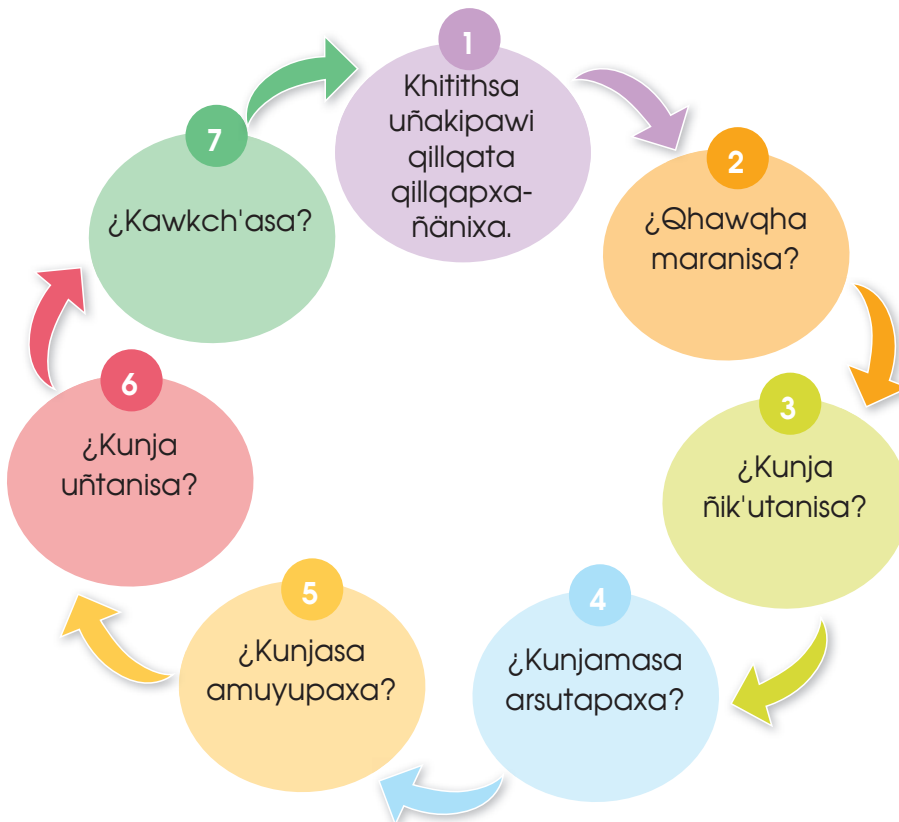 1
Khitithsa
uñakipawi
qillqata
qillqapxa-
ñänixa.
2
¿Qhawqha
maranisa?
3
¿Kunja
ñik'utanisa?
4
¿Kunjamasa
arsutapaxa?
5
¿Kunjasa
amuyupaxa?
6
¿Kunja
uñtanisa?
7
¿Kawkch'asa?